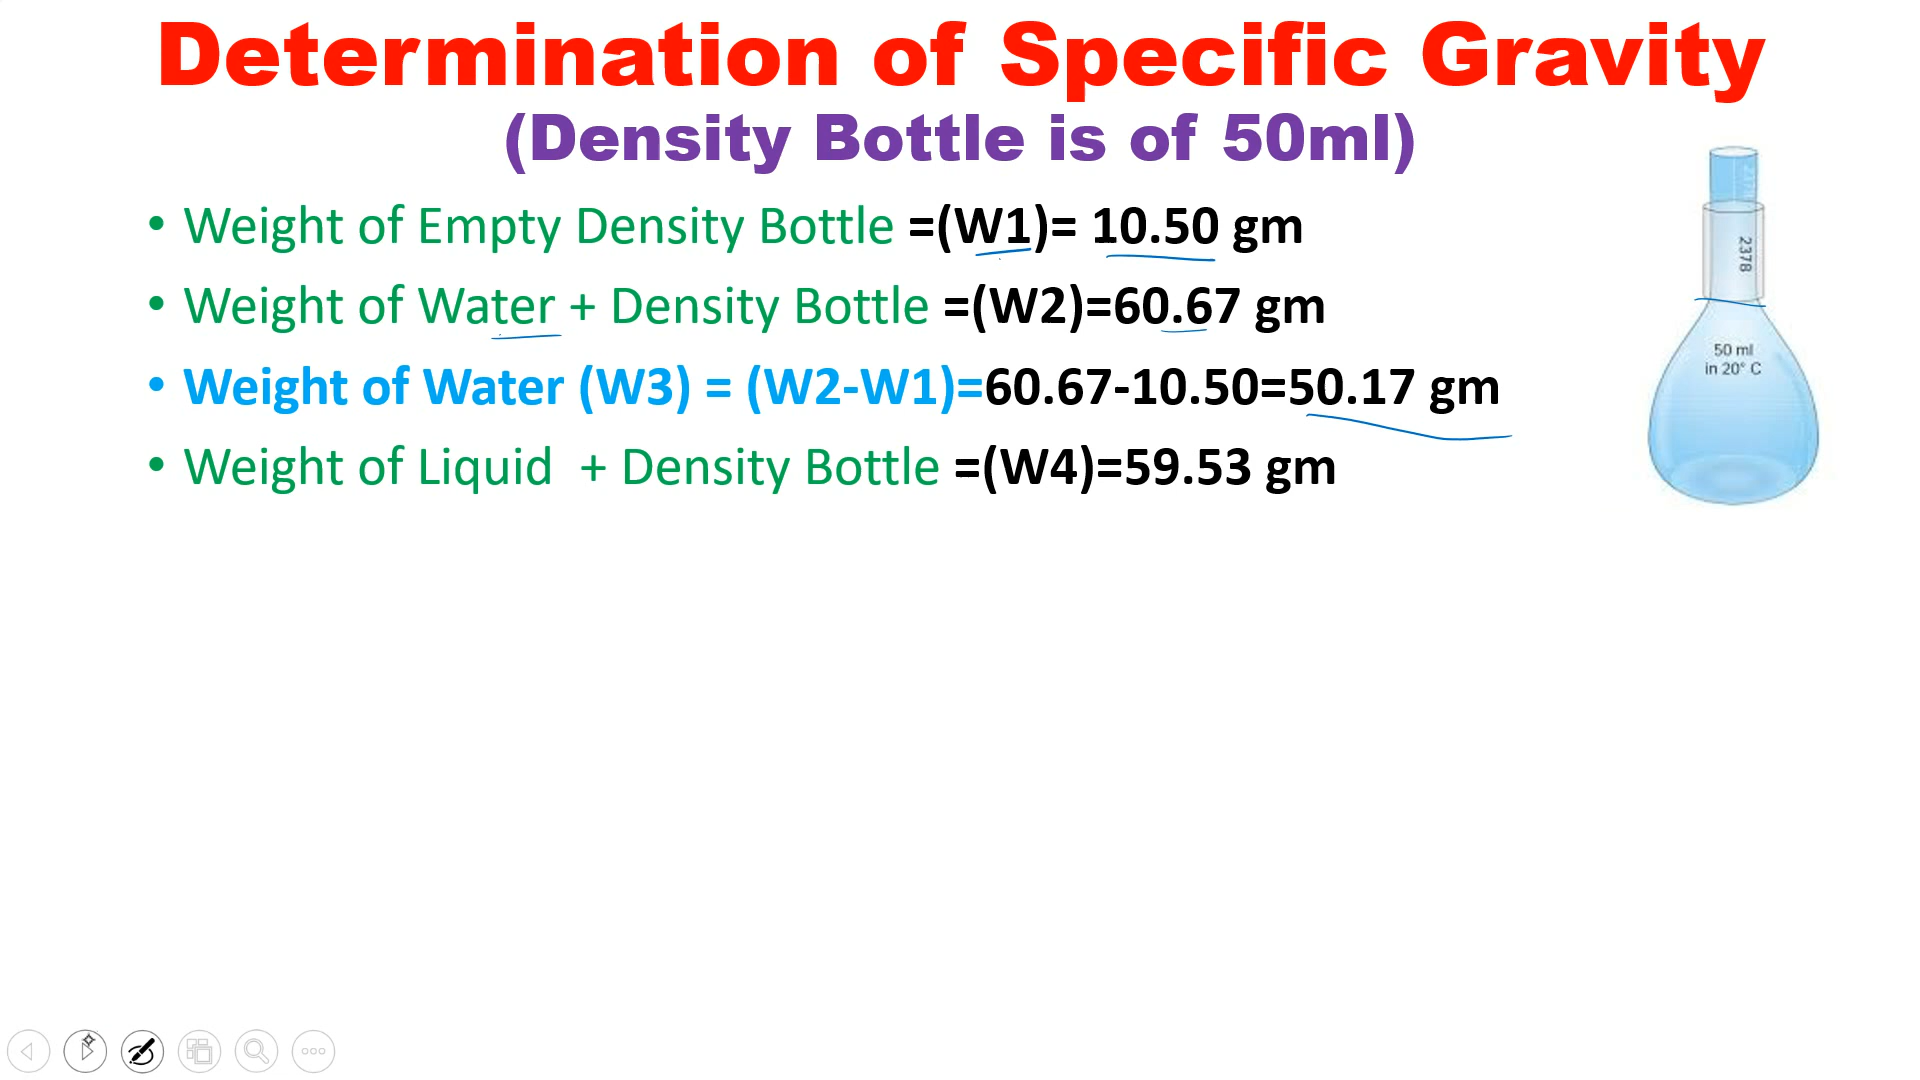 Determination of Specific Gravity
(Density Bottle is of 50ml)
• Weight of Empty Density Bottle =(W1)= 10.50 gm
• Weight of Water + Density Bottle =(W2)=60.67 gm
• Weight of Water (W3) = (W2-W1)=60.67-10.50=50.17 gm
• Weight of Liquid + Density Bottle =(W4)=59.53 gm
2378
50 ml
in 20° C